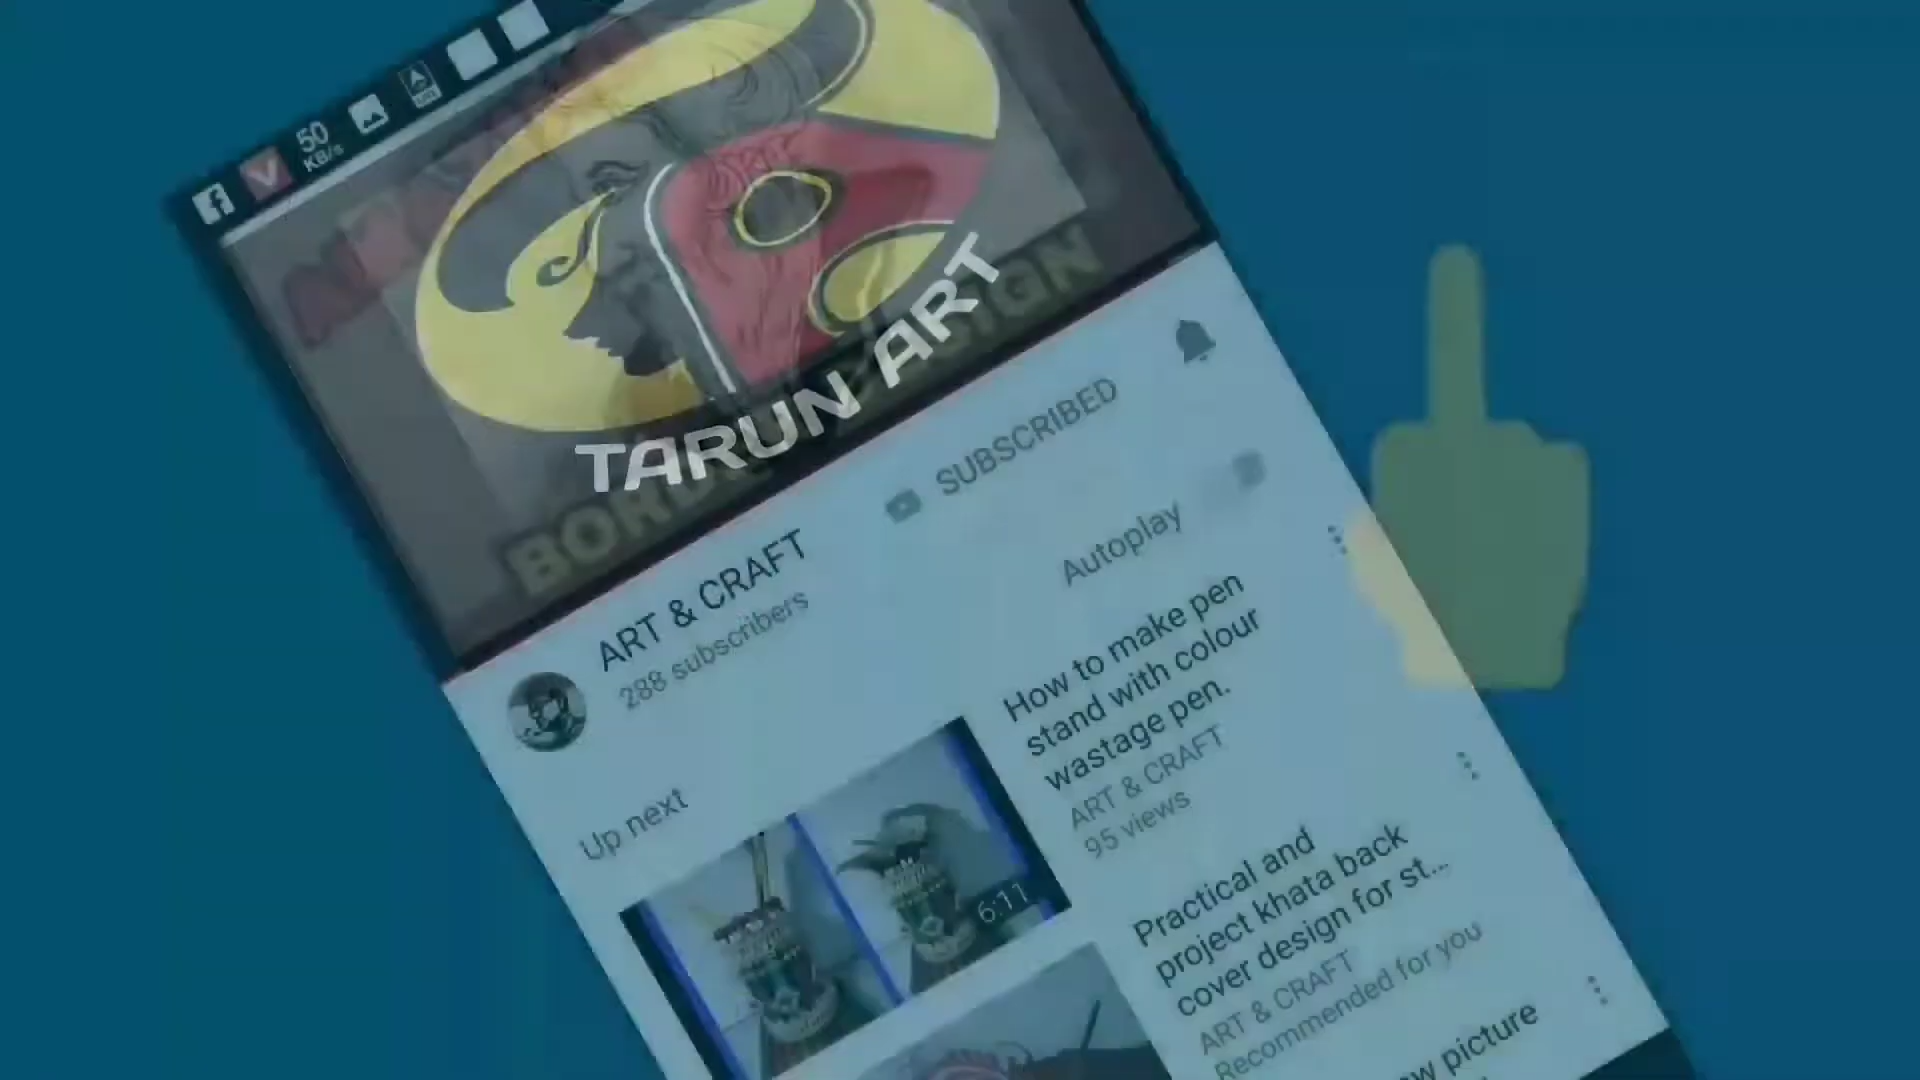 50
KB/s
TARUN ART
BORDER DESIGN
SUBSCRIBED
ART & CRAFT
288 subscribers
Autoplay
Up next
How to make pen
stand with colour
wastage pen.
ART & CRAFT
95 views
6:11
Practical and
project khata back
cover design for st...
ART & CRAFT
Recommended for you
picture